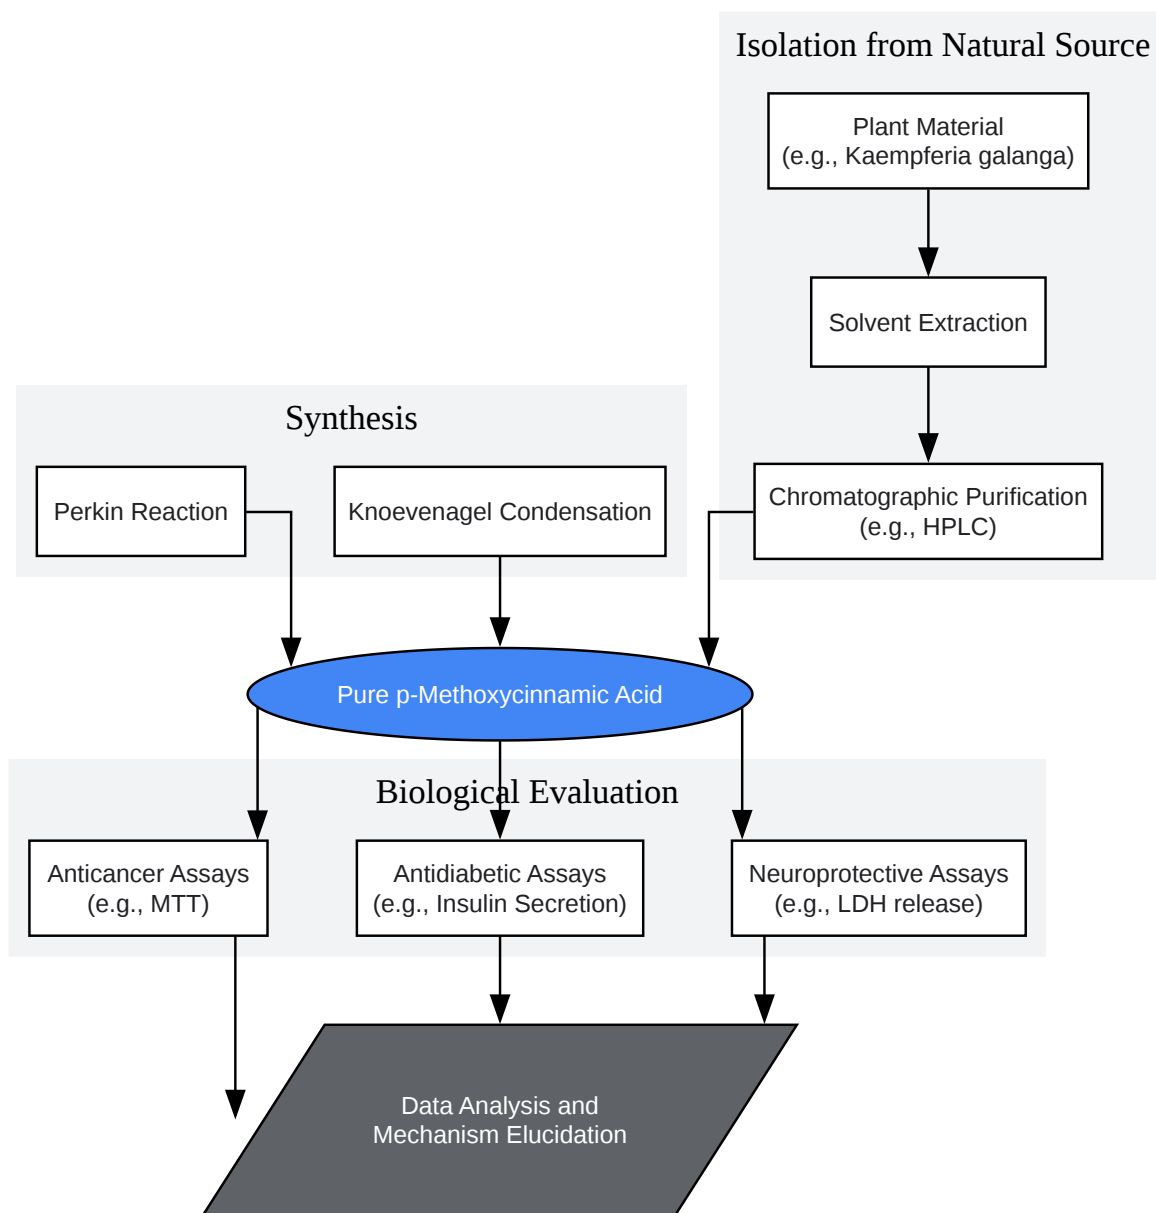 Isolation from Natural Source
Plant Material
(e.g., Kaempferia galanga)
Solvent Extraction
Chromatographic Purification
(e.g., HPLC)
Synthesis
Perkin Reaction
Knoevenagel Condensation
Pure p-Methoxycinnamic Acid
Biological Evaluation
Anticancer Assays
(e.g., MTT)
Antidiabetic Assays
(e.g., Insulin Secretion)
Neuroprotective Assays
(e.g., LDH release)
Data Analysis and
Mechanism Elucidation